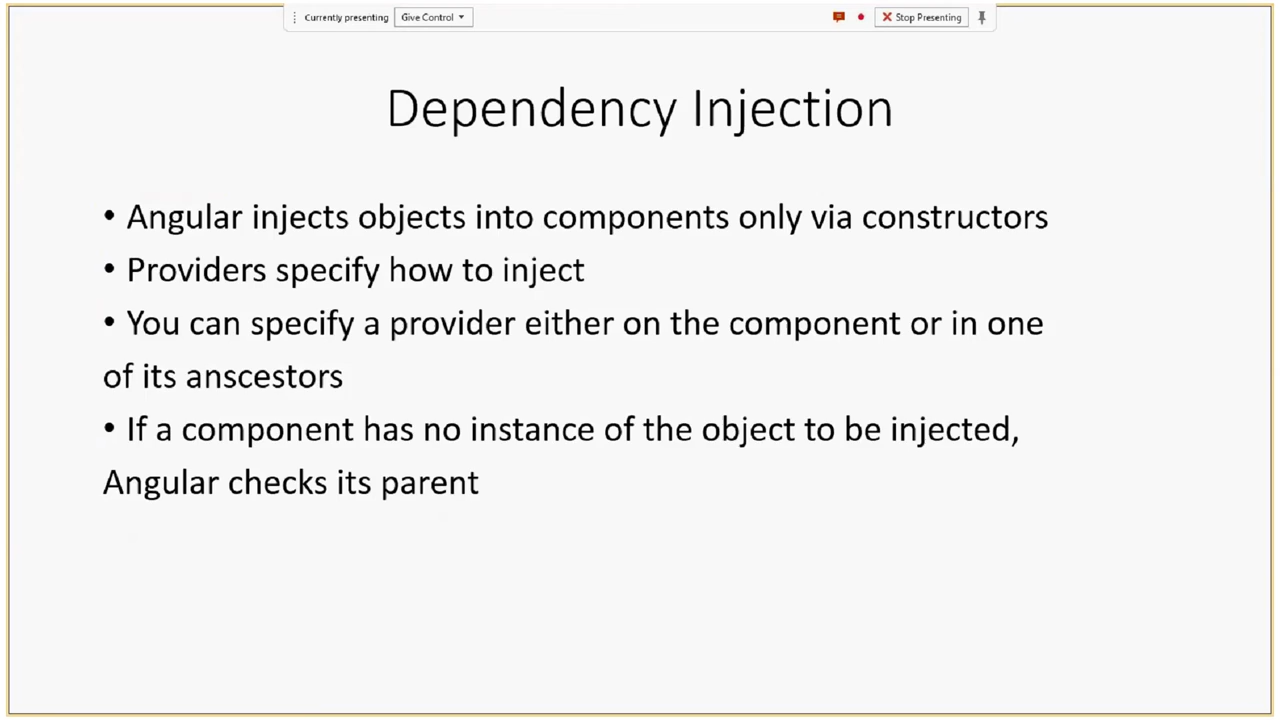 Currently presenting Give Control Stop Presenting
Dependency Injection
• Angular injects objects into components only via constructors
• Providers specify how to inject
• You can specify a provider either on the component or in one
of its anscestors
• If a component has no instance of the object to be injected,
Angular checks its parent